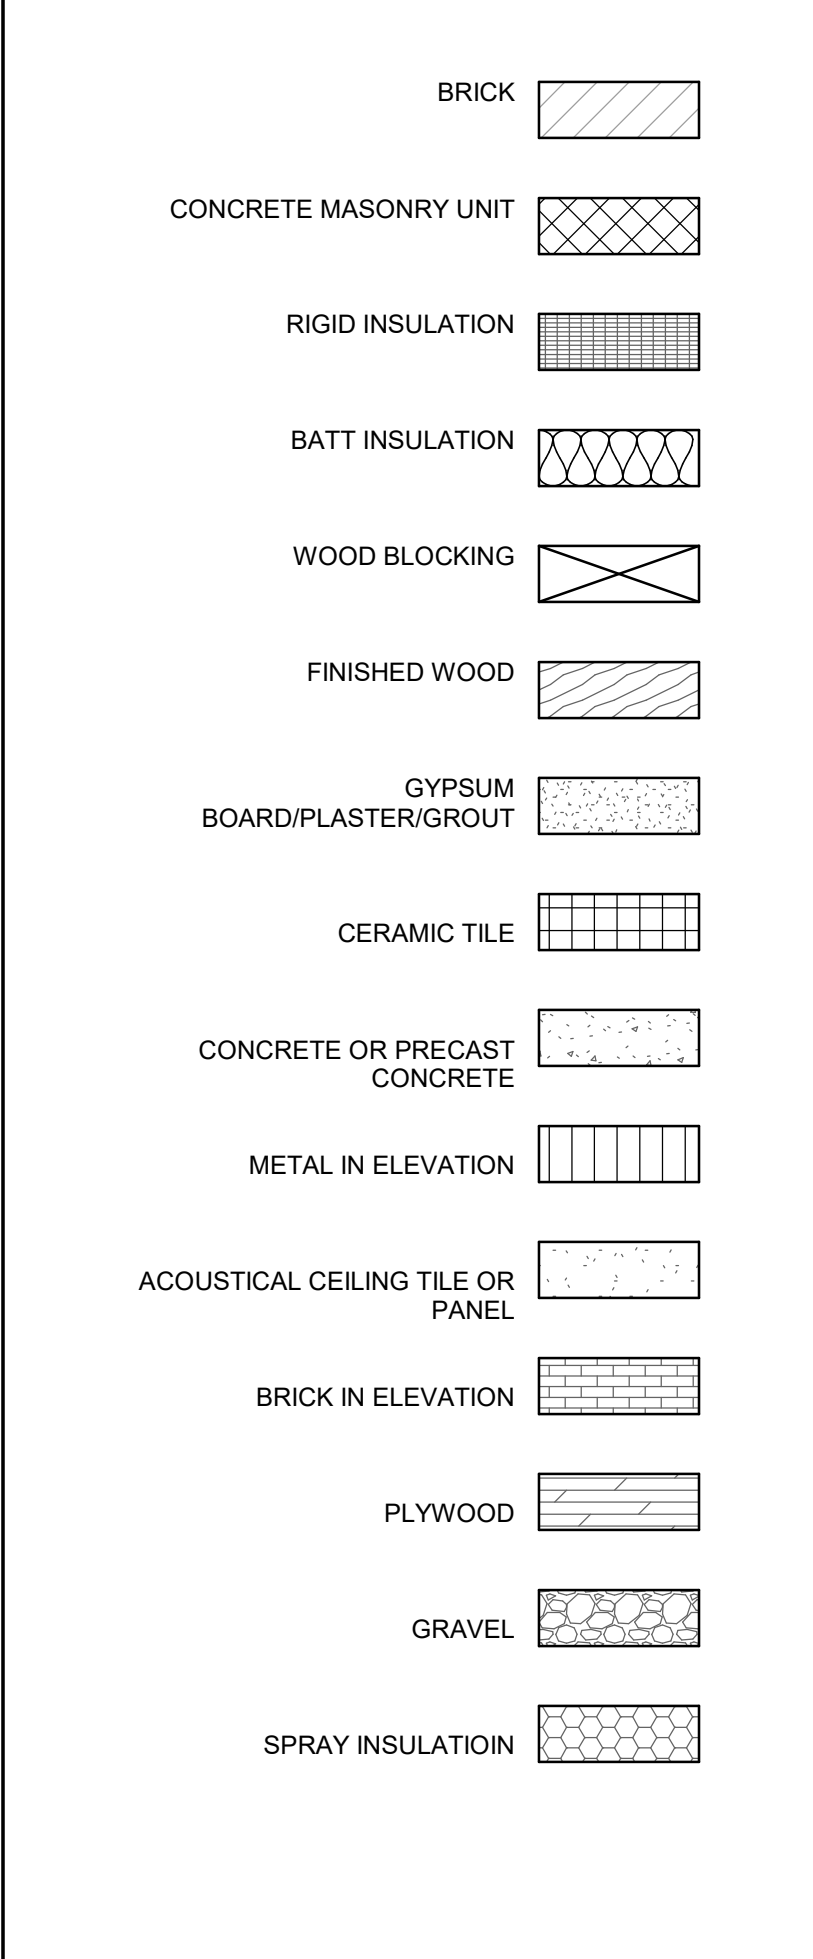 BRICK
CONCRETE MASONRY UNIT
RIGID INSULATION
BATT INSULATION
WOOD BLOCKING
FINISHED WOOD
GYPSUM
BOARD/PLASTER/GROUT
CERAMIC TILE
CONCRETE OR PRECAST
CONCRETE
METAL IN ELEVATION
ACOUSTICAL CEILING TILE OR
PANEL
BRICK IN ELEVATION
PLYWOOD
GRAVEL
SPRAY INSULATIOIN